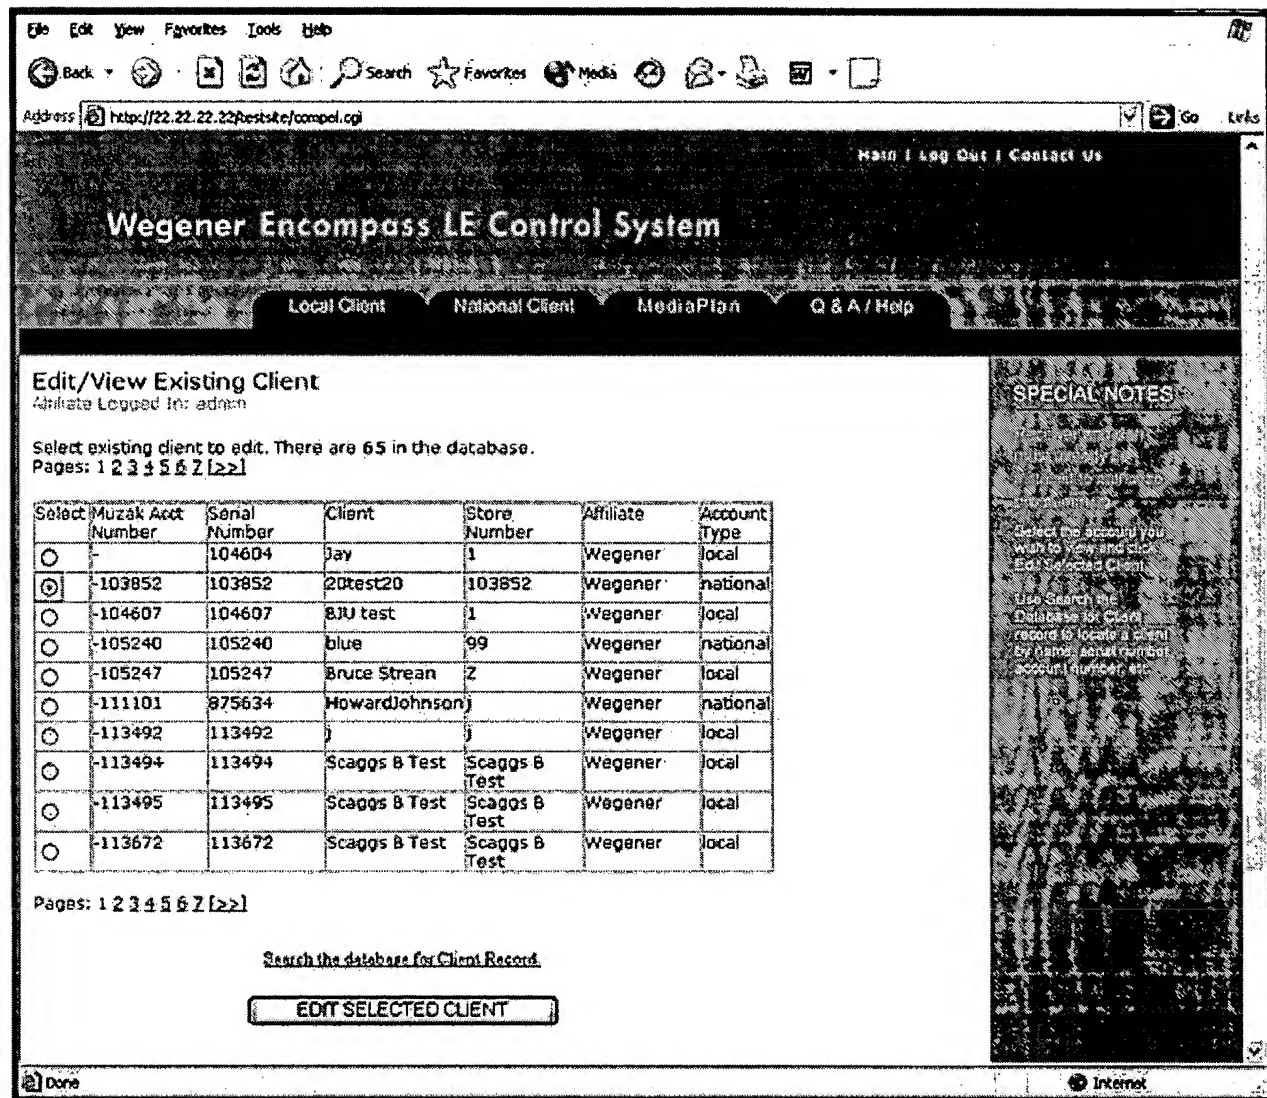 File Edit View Favorites Tools Help
Back Search Favorites Media
Address http://22.22.22.22/testsite/compel.cgi Go Links
Main | Log Out | Contact Us
Wegener Encompass LE Control System
Local Client National Client MediaPlan Q & A / Help
Edit/View Existing Client
Affiliate Logged In: admin
SPECIAL NOTES
Select existing client to edit. There are 65 in the database.
Pages: 1 2 3 4 5 6 7 [>>]
Select Muzak Acct Number Serial Number Client Store Number Affiliate Account Type
- 104604 Jay 1 Wegener local
-103852 103852 20test20 103852 Wegener national
-104607 104607 BJU test 1 Wegener local
-105240 105240 blue 99 Wegener national
-105247 105247 Bruce Strean Z Wegener local
-111101 875634 HowardJohnson j Wegener national
-113492 113492 j j Wegener local
-113494 113494 Scaggs B Test Scaggs B Test Wegener local
-113495 113495 Scaggs B Test Scaggs B Test Wegener local
-113672 113672 Scaggs B Test Scaggs B Test Wegener local
Select the account you
wish to view and click
Edit Selected Client
Use Search the
Database for Client
record to locate a client
by name, serial number
account number, etc.
Pages: 1 2 3 4 5 6 7 [>>]
Search the database for Client Record.
EDIT SELECTED CLIENT
Done Internet